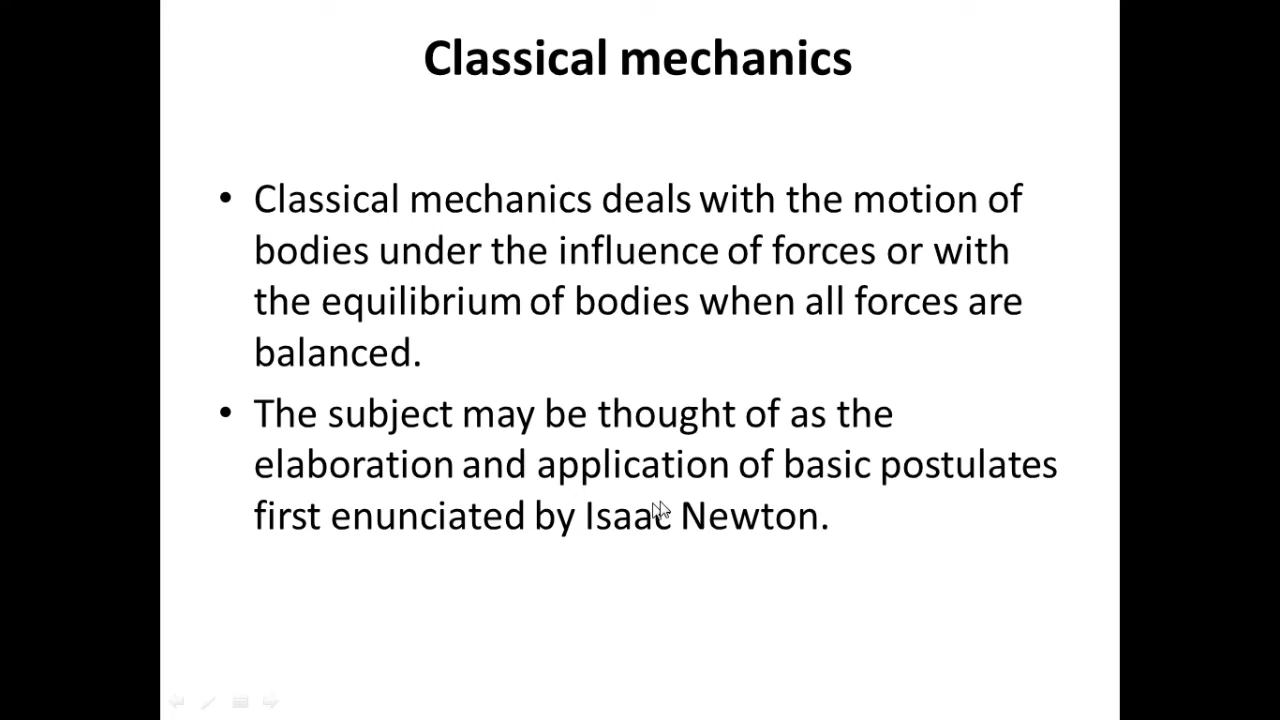 Classical mechanics
• Classical mechanics deals with the motion of
bodies under the influence of forces or with
the equilibrium of bodies when all forces are
balanced.
• The subject may be thought of as the
elaboration and application of basic postulates
first enunciated by Isaac Newton.